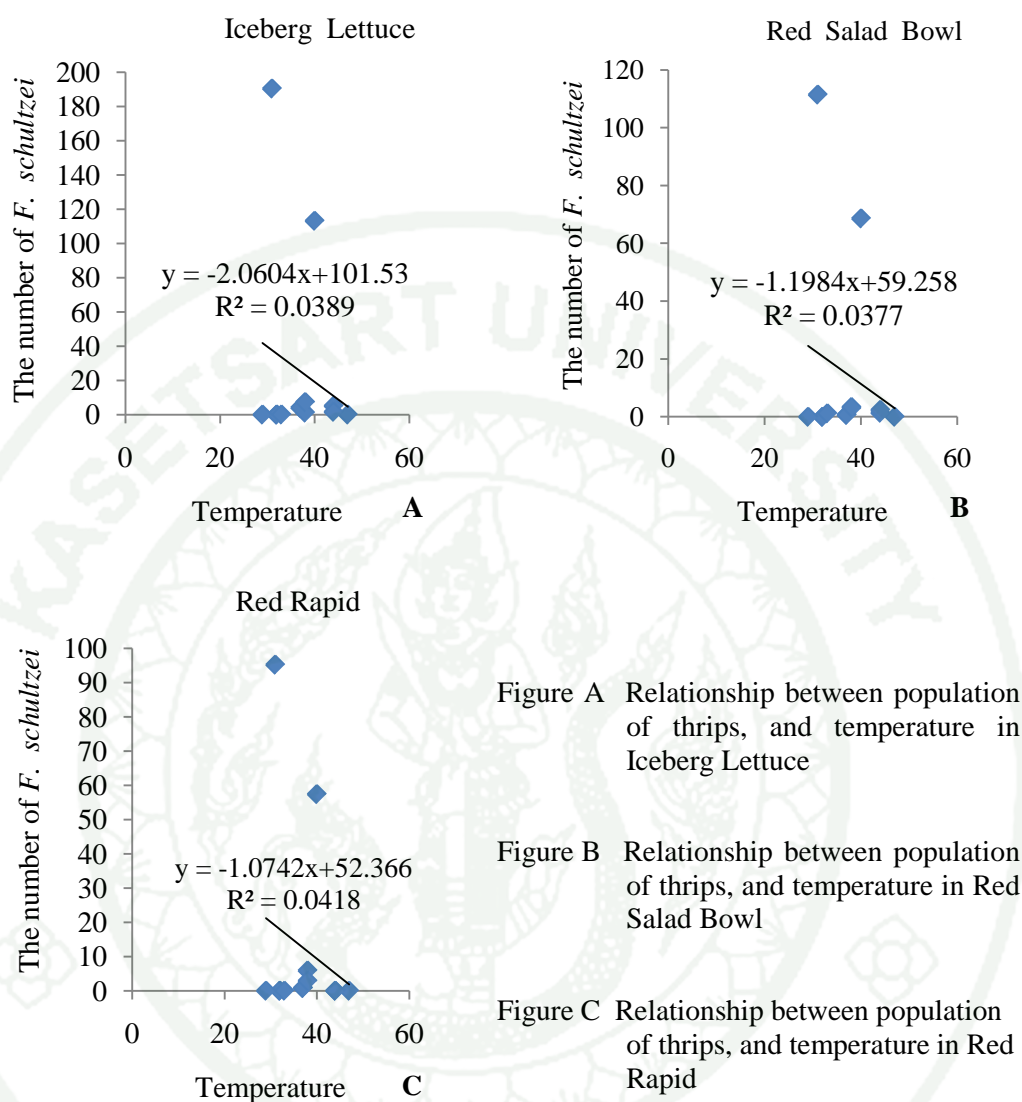 Iceberg Lettuce
The number of F. schultzei
200
180
160
140
120
100
80
60
40
20
0
y = -2.0604x+101.53
R² = 0.0389
0 20 40 60
Temperature A
Red Salad Bowl
The number of F. schultzei
120
100
80
60
40
20
0
y = -1.1984x+59.258
R² = 0.0377
0 20 40 60
Temperature B
Red Rapid
The number of F. schultzei
100
90
80
70
60
50
40
30
20
10
0
y = -1.0742x+52.366
R² = 0.0418
0 20 40 60
Temperature C
Figure A Relationship between population
of thrips, and temperature in
Iceberg Lettuce
Figure B Relationship between population
of thrips, and temperature in Red
Salad Bowl
Figure C Relationship between population
of thrips, and temperature in Red
Rapid
KASETSART UNIVERSITY